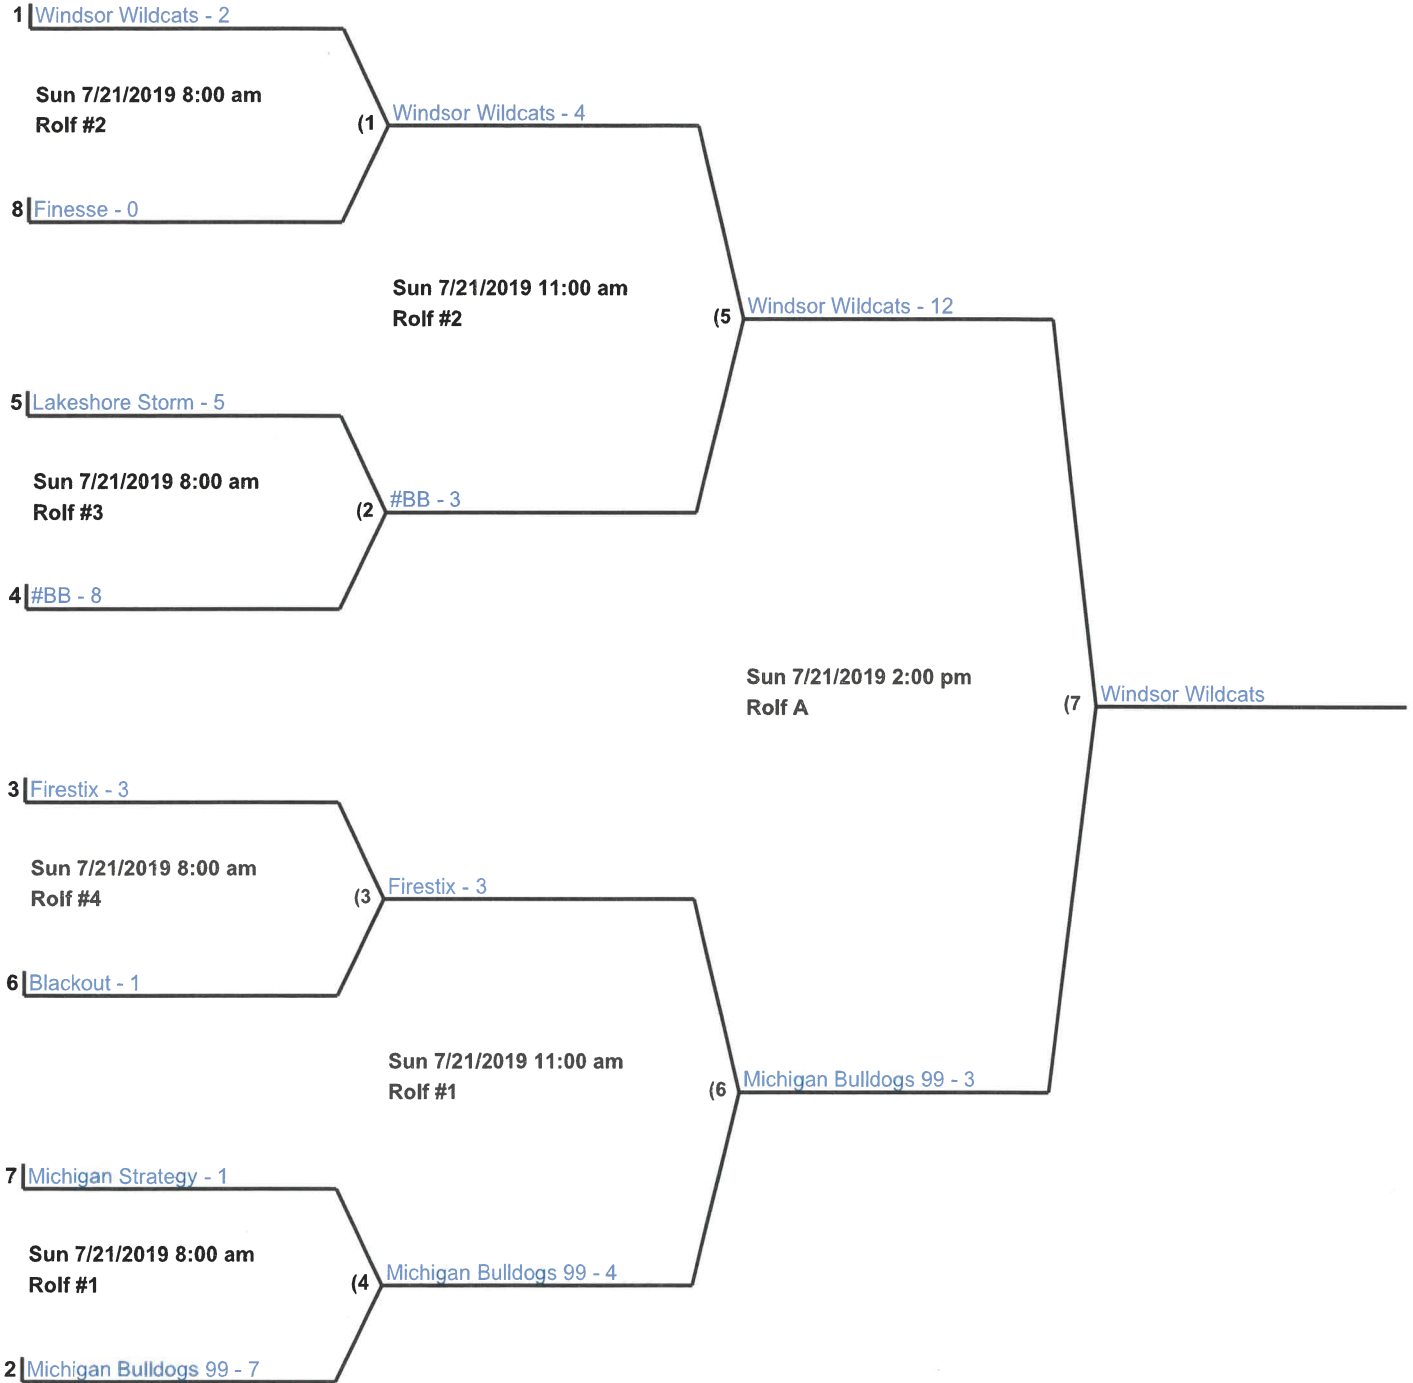 1 Windsor Wildcats - 2
Sun 7/21/2019 8:00 am
Rolf #2
(1
Windsor Wildcats - 4
8 Finesse - 0
Sun 7/21/2019 11:00 am
Rolf #2
(5
Windsor Wildcats - 12
5 Lakeshore Storm - 5
Sun 7/21/2019 8:00 am
Rolf #3
(2
#BB - 3
4 #BB - 8
Sun 7/21/2019 2:00 pm
Rolf A
(7
Windsor Wildcats
3 Firestix - 3
Sun 7/21/2019 8:00 am
Rolf #4
(3
Firestix - 3
6 Blackout - 1
Sun 7/21/2019 11:00 am
Rolf #1
(6
Michigan Bulldogs 99 - 3
7 Michigan Strategy - 1
Sun 7/21/2019 8:00 am
Rolf #1
(4
Michigan Bulldogs 99 - 4
2 Michigan Bulldogs 99 - 7